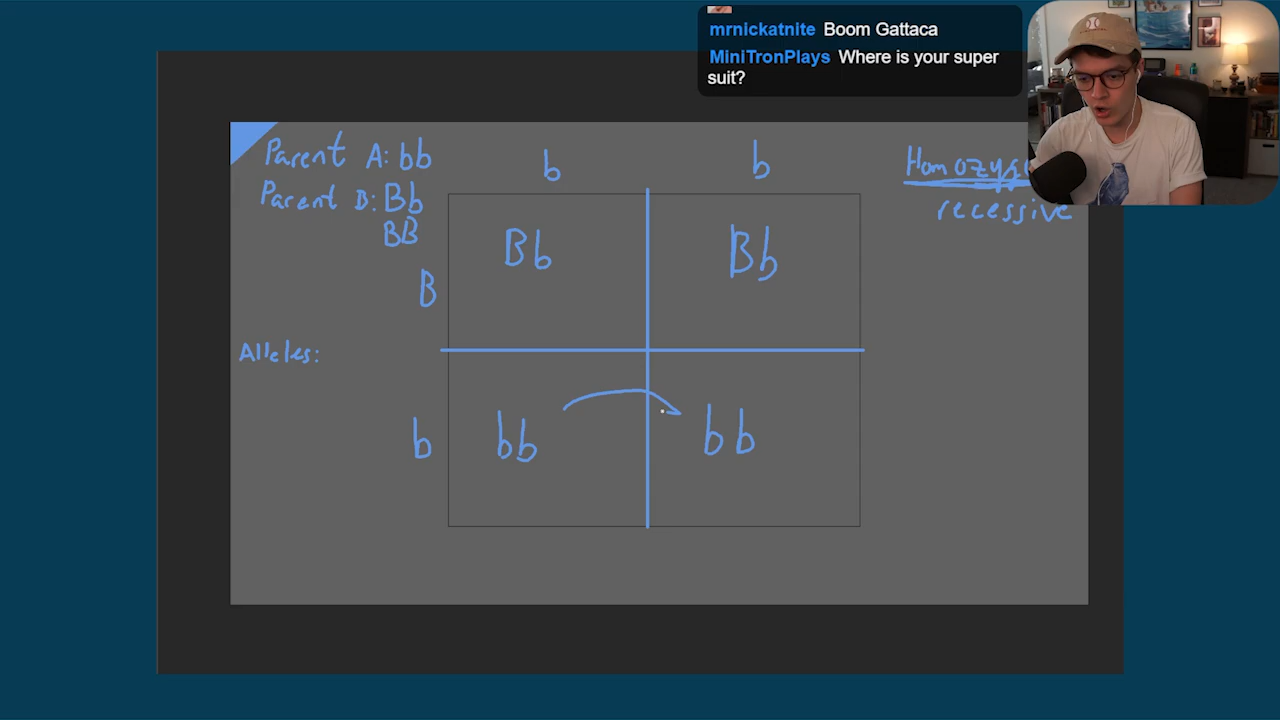 mrnickatnite Boom Gattaca
MiniTronPlays Where is your super
suit?
Parent A: bb
Parent B: Bb
BB
b b
Homozyg
recessive
Bb Bb
B
Alleles:
b
bb bb